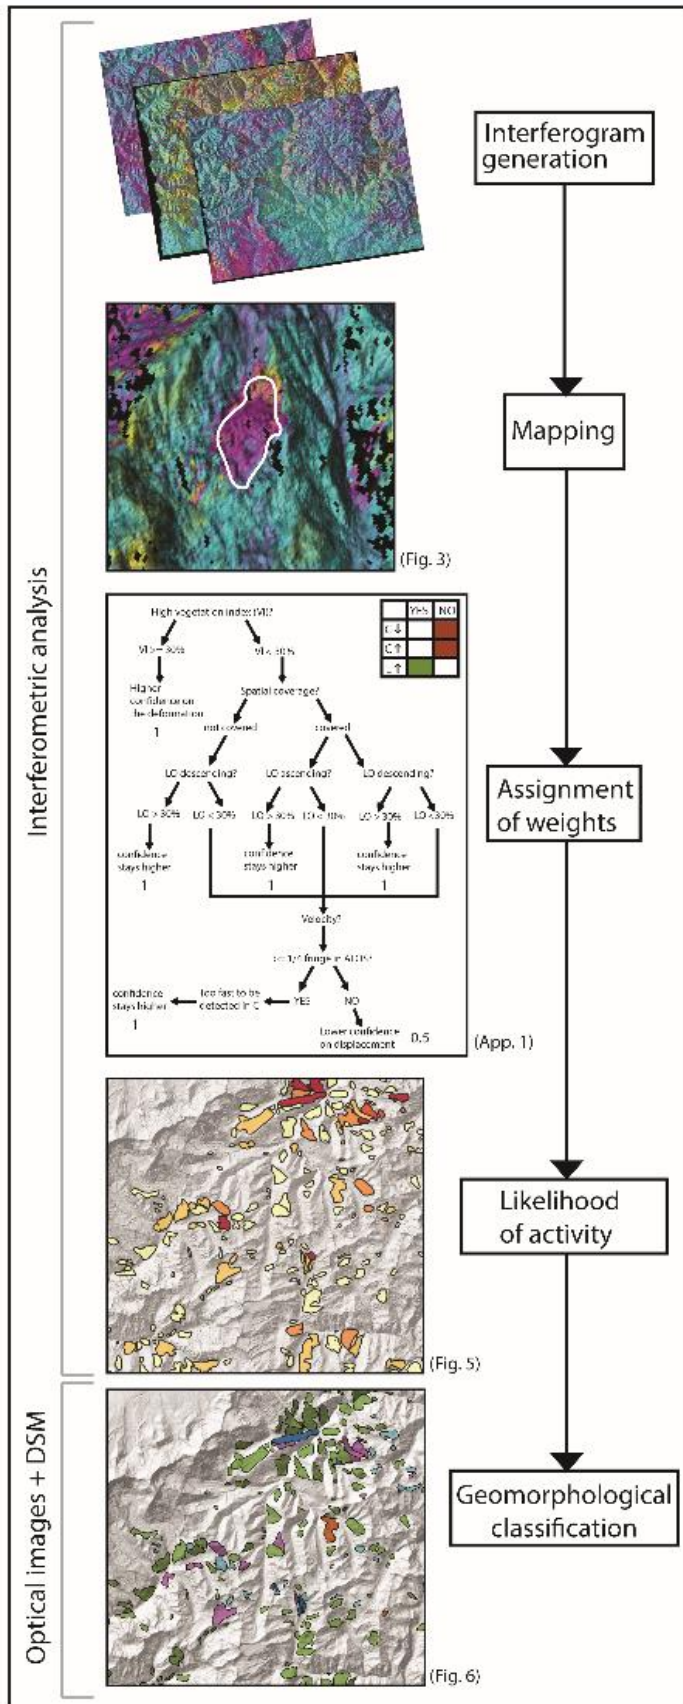 Interferometric analysis
Optical images + DSM
Interferogram
generation
Mapping
(Fig. 3)
High vegetation index (VI)?
YES NO
C↓
C↑
L↑
VI >= 30%
VI < 30%
Higher
confidence on
the deformation
1
Spatial coverage?
not covered
covered
LO descending?
LO descending?
LO > 30%
LO < 30%
LO > 30%
LO < 30%
LO > 30%
LO <30%
confidence
stays higher
1
confidence
stays higher
1
confidence
stays higher
1
Velocity?
1/4 fringe in
YES
NO
Too fast to be
detected in C
confidence
stays higher
1
Lower confidence
on displacement
0.5
(App. 1)
Assignment
of weights
Likelihood
of activity
(Fig. 5)
Geomorphological
classification
(Fig. 6)